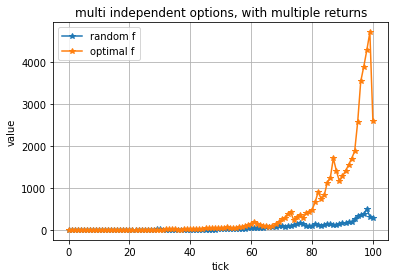 multi independent options, with multiple returns
random f
optimal f
value
4000
3000
2000
1000
0
0 20 40 60 80 100
tick